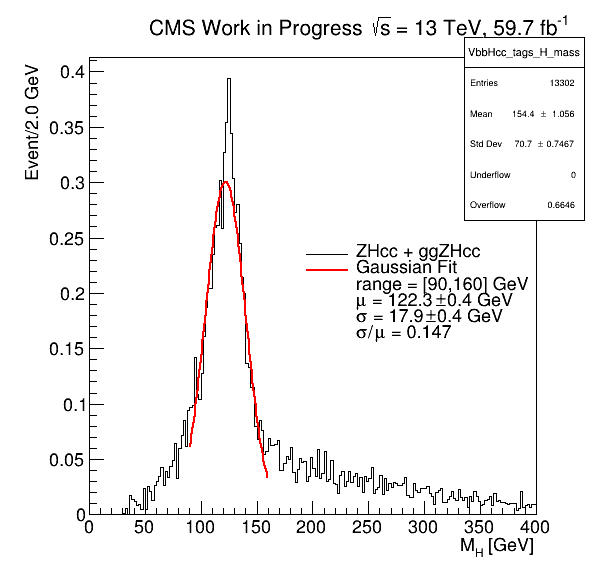 CMS Work in Progress √s = 13 TeV, 59.7 fb⁻¹
VbbHcc_tags_H_mass
Entries 13302
Mean 154.4 ± 1.056
Std Dev 70.7 ± 0.7467
Underflow 0
Overflow 0.6646
Event/2.0 GeV
0.4
0.35
0.3
0.25
0.2
0.15
0.1
0.05
0
ZHcc + ggZHcc
Gaussian Fit
range = [90,160] GeV
μ = 122.3±0.4 GeV
σ = 17.9±0.4 GeV
σ/μ = 0.147
0 50 100 150 200 250 300 350 400
M_H [GeV]